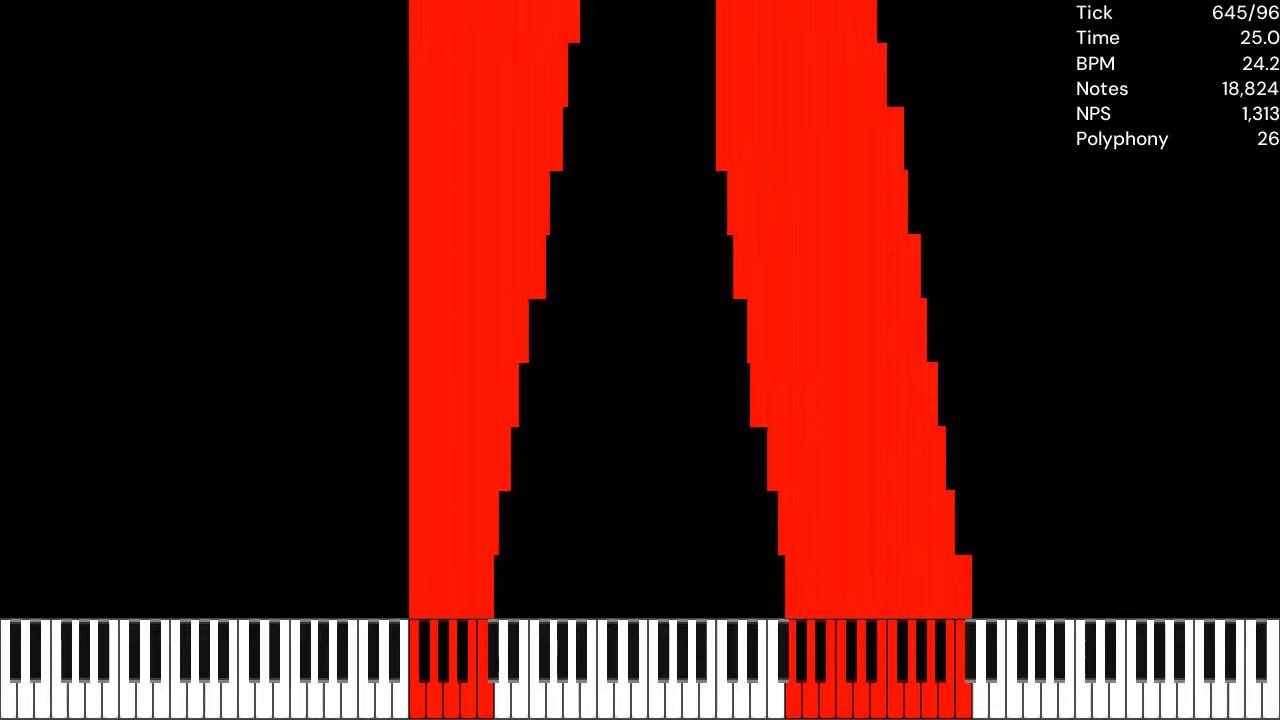 Tick 645/96
Time 25.0
BPM 24.2
Notes 18,824
NPS 1,313
Polyphony 26